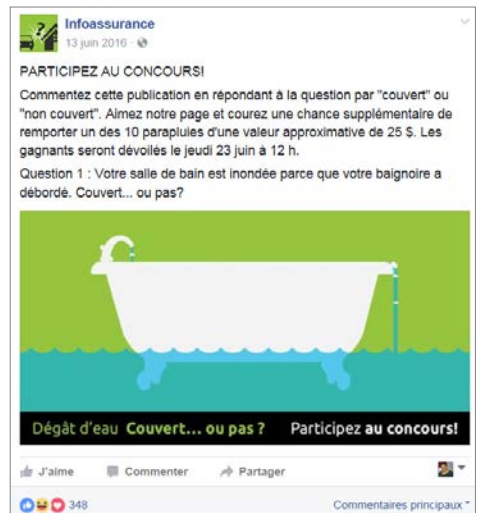 Infoassurance
13 juin 2016 ·
PARTICIPEZ AU CONCOURS!
Commentez cette publication en répondant à la question par "couvert" ou
"non couvert". Aimez notre page et courez une chance supplémentaire de
remporter un des 10 parapluies d'une valeur approximative de 25 $. Les
gagnants seront dévoilés le jeudi 23 juin à 12 h.
Question 1 : Votre salle de bain est inondée parce que votre baignoire a
débordé. Couvert... ou pas?
Dégât d'eau Couvert... ou pas ? Participez au concours!
J'aime Commenter Partager
348 Commentaires principaux